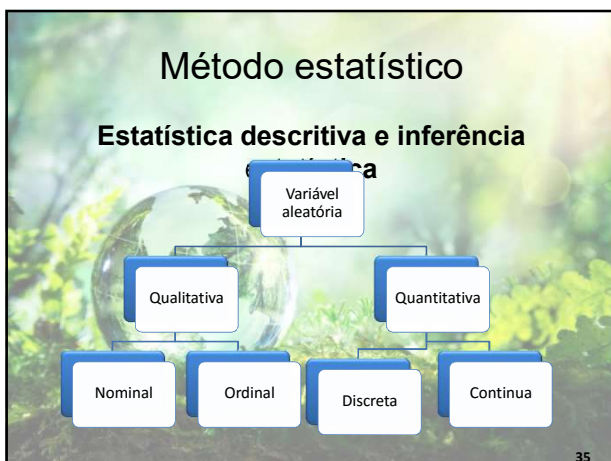 Método estatístico
Estatística descritiva e inferência
Variável
aleatória
Qualitativa
Quantitativa
Nominal
Ordinal
Discreta
Continua
35